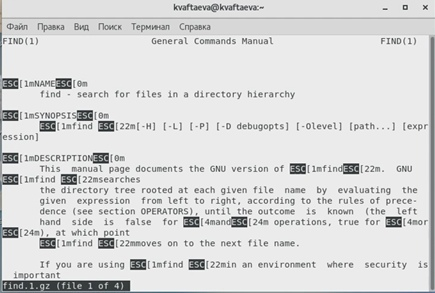 kvaftaeva@kvaftaeva:~
Файл Правка Вид Поиск Терминал Справка
FIND(1) General Commands Manual FIND(1)
ESC[1mNAMEESC[0m
find - search for files in a directory hierarchy
ESC[1mSYNOPSISESC[0m
ESC[1mfind ESC[22m[-H] [-L] [-P] [-D debugopts] [-Olevel] [path...] [expr
ession]
ESC[1mDESCRIPTIONESC[0m
This manual page documents the GNU version of ESC[1mfindESC[22m. GNU
ESC[1mfind ESC[22msearches
the directory tree rooted at each given file name by evaluating the
given expression from left to right, according to the rules of prece-
dence (see section OPERATORS), until the outcome is known (the left
hand side is false for ESC[4mandESC[24m operations, true for ESC[4mor
ESC[24m), at which point
ESC[1mfind ESC[22mmoves on to the next file name.
If you are using ESC[1mfind ESC[22min an environment where security is
important
find.1.gz (file 1 of 4)